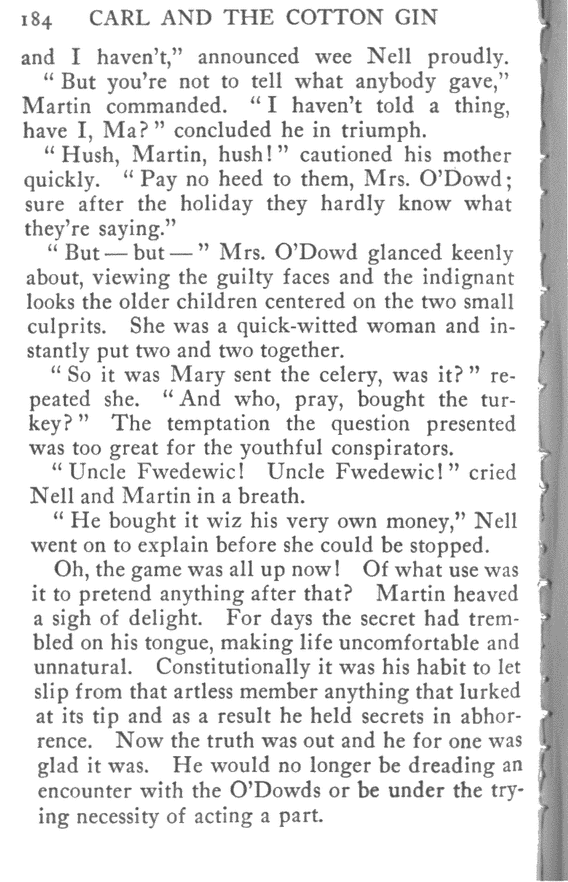 184 CARL AND THE COTTON GIN
and I haven't,” announced wee Nell proudly.
“ But you're not to tell what anybody gave,”
Martin commanded. “ I haven't told a thing,
have I, Ma? ” concluded he in triumph.
“ Hush, Martin, hush! ” cautioned his mother
quickly. “ Pay no heed to them, Mrs. O'Dowd;
sure after the holiday they hardly know what
they're saying.”
“ But — but — ” Mrs. O'Dowd glanced keenly
about, viewing the guilty faces and the indignant
looks the older children centered on the two small
culprits. She was a quick-witted woman and in-
stantly put two and two together.
“ So it was Mary sent the celery, was it? ” re-
peated she. “ And who, pray, bought the tur-
key? ” The temptation the question presented
was too great for the youthful conspirators.
“ Uncle Fwedewic! Uncle Fwedewic! ” cried
Nell and Martin in a breath.
“ He bought it wiz his very own money,” Nell
went on to explain before she could be stopped.
Oh, the game was all up now! Of what use was
it to pretend anything after that? Martin heaved
a sigh of delight. For days the secret had trem-
bled on his tongue, making life uncomfortable and
unnatural. Constitutionally it was his habit to let
slip from that artless member anything that lurked
at its tip and as a result he held secrets in abhor-
rence. Now the truth was out and he for one was
glad it was. He would no longer be dreading an
encounter with the O'Dowds or be under the try-
ing necessity of acting a part.